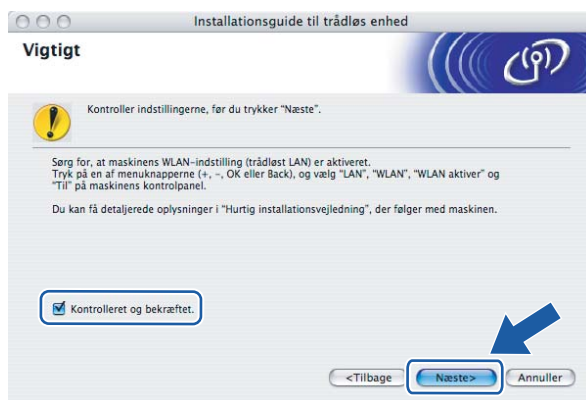 Installationsguide til trådløs enhed
Vigtigt
Kontroller indstillingerne, før du trykker "Næste".
Sørg for, at maskinens WLAN-indstilling (trådløst LAN) er aktiveret.
Tryk på en af menuknapperne (+, -, OK eller Back), og vælg "LAN", "WLAN", "WLAN aktiver" og
"Til" på maskinens kontrolpanel.
Du kan få detaljerede oplysninger i "Hurtig installationsvejledning", der følger med maskinen.
Kontrolleret og bekræftet.
<Tilbage Næste> Annuller